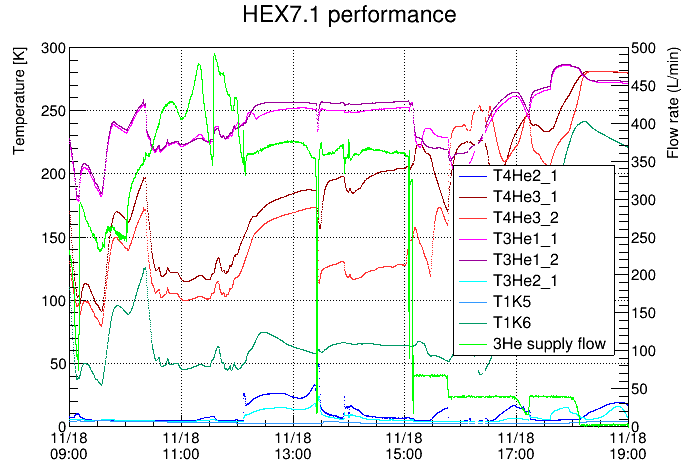 HEX7.1 performance
Temperature [K]
Flow rate (L/min)
300
250
200
150
100
50
0
500
450
400
350
300
250
200
150
100
50
0
T4He2_1
T4He3_1
T4He3_2
T3He1_1
T3He1_2
T3He2_1
T1K5
T1K6
3He supply flow
11/18
09:00
11/18
11:00
11/18
13:00
11/18
15:00
11/18
17:00
11/18
19:00